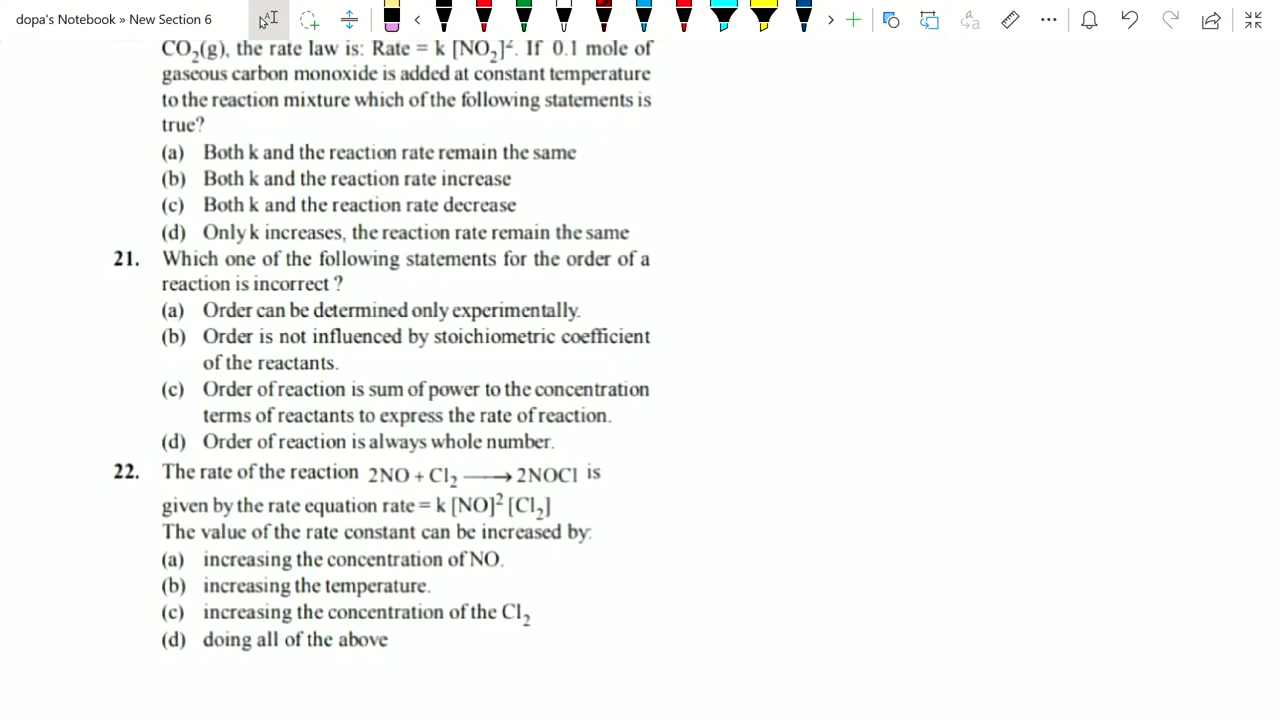 dopa's Notebook » New Section 6
CO₂(g), the rate law is: Rate = k [NO₂]². If 0.1 mole of
gaseous carbon monoxide is added at constant temperature
to the reaction mixture which of the following statements is
true?
(a) Both k and the reaction rate remain the same
(b) Both k and the reaction rate increase
(c) Both k and the reaction rate decrease
(d) Only k increases, the reaction rate remain the same
21. Which one of the following statements for the order of a
reaction is incorrect ?
(a) Order can be determined only experimentally.
(b) Order is not influenced by stoichiometric coefficient
of the reactants.
(c) Order of reaction is sum of power to the concentration
terms of reactants to express the rate of reaction.
(d) Order of reaction is always whole number.
22. The rate of the reaction 2NO + Cl₂ ⟶ 2NOCl is
given by the rate equation rate = k [NO]² [Cl₂]
The value of the rate constant can be increased by:
(a) increasing the concentration of NO.
(b) increasing the temperature.
(c) increasing the concentration of the Cl₂
(d) doing all of the above